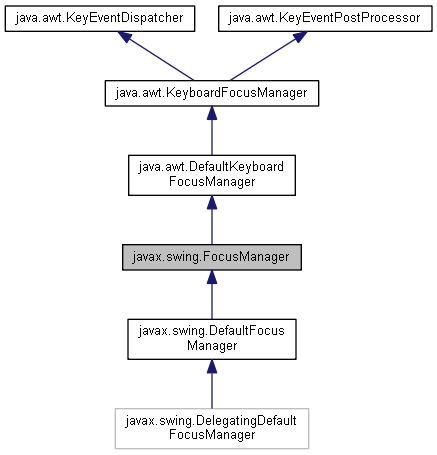 java.awt.KeyEventDispatcher
java.awt.KeyEventPostProcessor
java.awt.KeyboardFocusManager
java.awt.DefaultKeyboard
FocusManager
javax.swing.FocusManager
javax.swing.DefaultFocus
Manager
javax.swing.DelegatingDefault
FocusManager